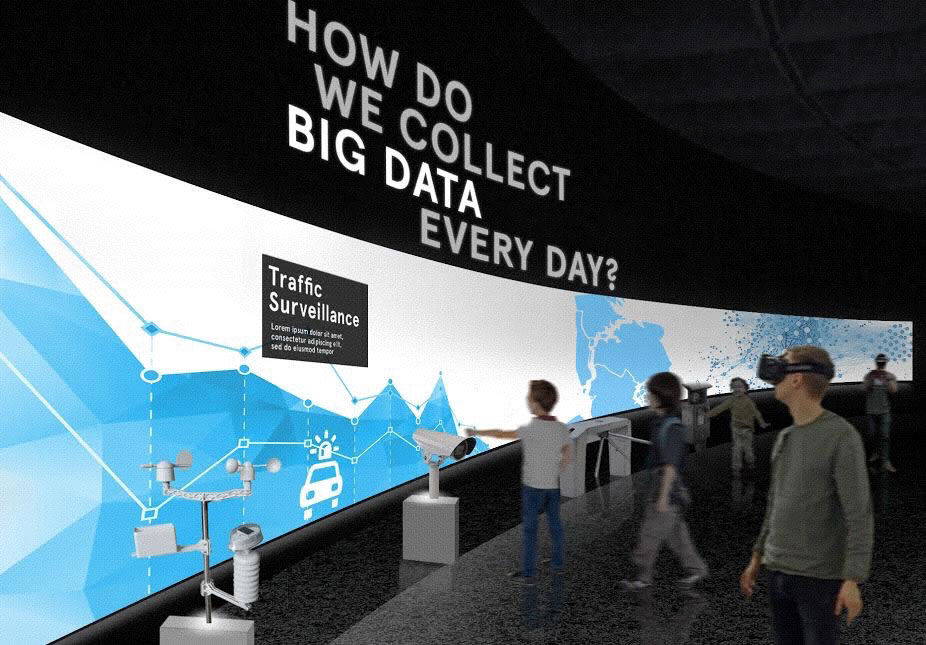 HOW DO
WE COLLECT
BIG DATA
EVERY DAY?
Traffic
Surveillance
Lorem ipsum dolor sit amet,
consectetur adipiscing elit,
sed do eiusmod tempor